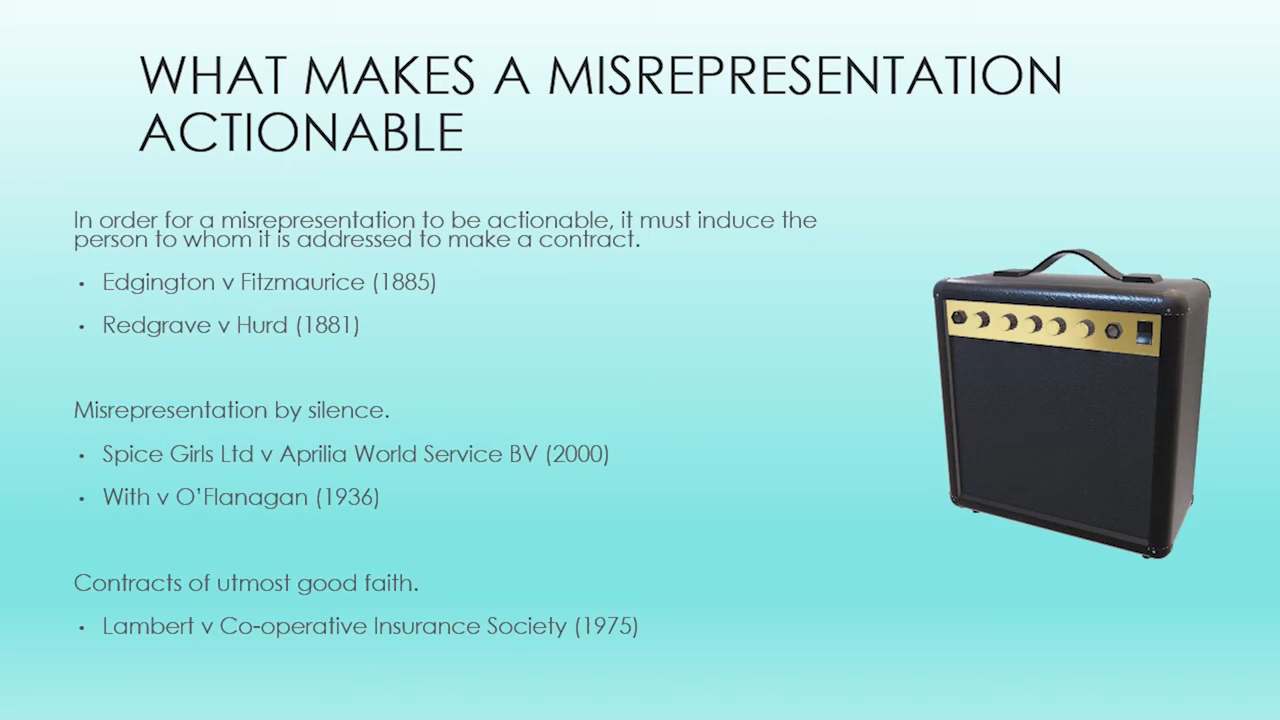 WHAT MAKES A MISREPRESENTATION
ACTIONABLE
In order for a misrepresentation to be actionable, it must induce the
person to whom it is addressed to make a contract.
• Edgington v Fitzmaurice (1885)
• Redgrave v Hurd (1881)
Misrepresentation by silence.
• Spice Girls Ltd v Aprilia World Service BV (2000)
• With v O'Flanagan (1936)
Contracts of utmost good faith.
• Lambert v Co-operative Insurance Society (1975)